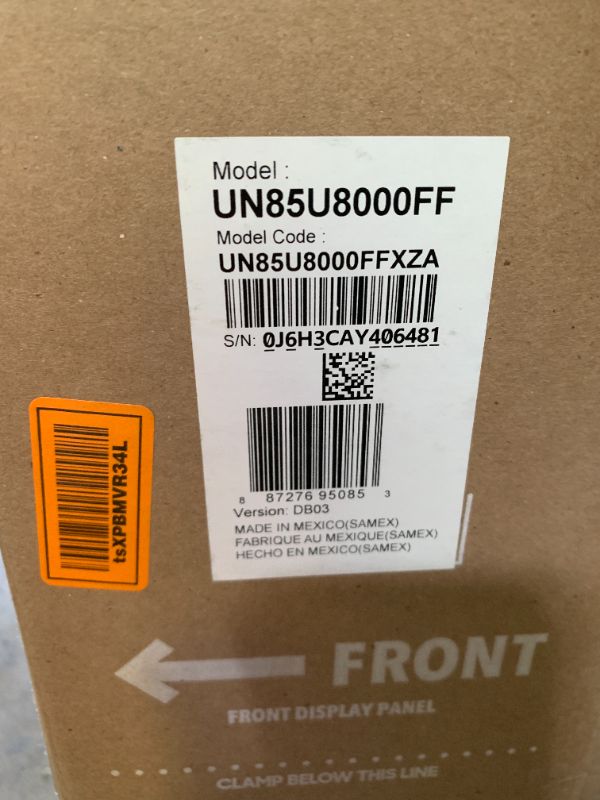 Model :
UN85U8000FF
Model Code :
UN85U8000FFXZA
S/N: 0J6H3CAY406481
8 87276 95085 3
Version: DB03
MADE IN MEXICO(SAMEX)
FABRIQUE AU MEXIQUE(SAMEX)
HECHO EN MEXICO(SAMEX)
tsXPBMVR34L
FRONT
FRONT DISPLAY PANEL
CLAMP BELOW THIS LINE